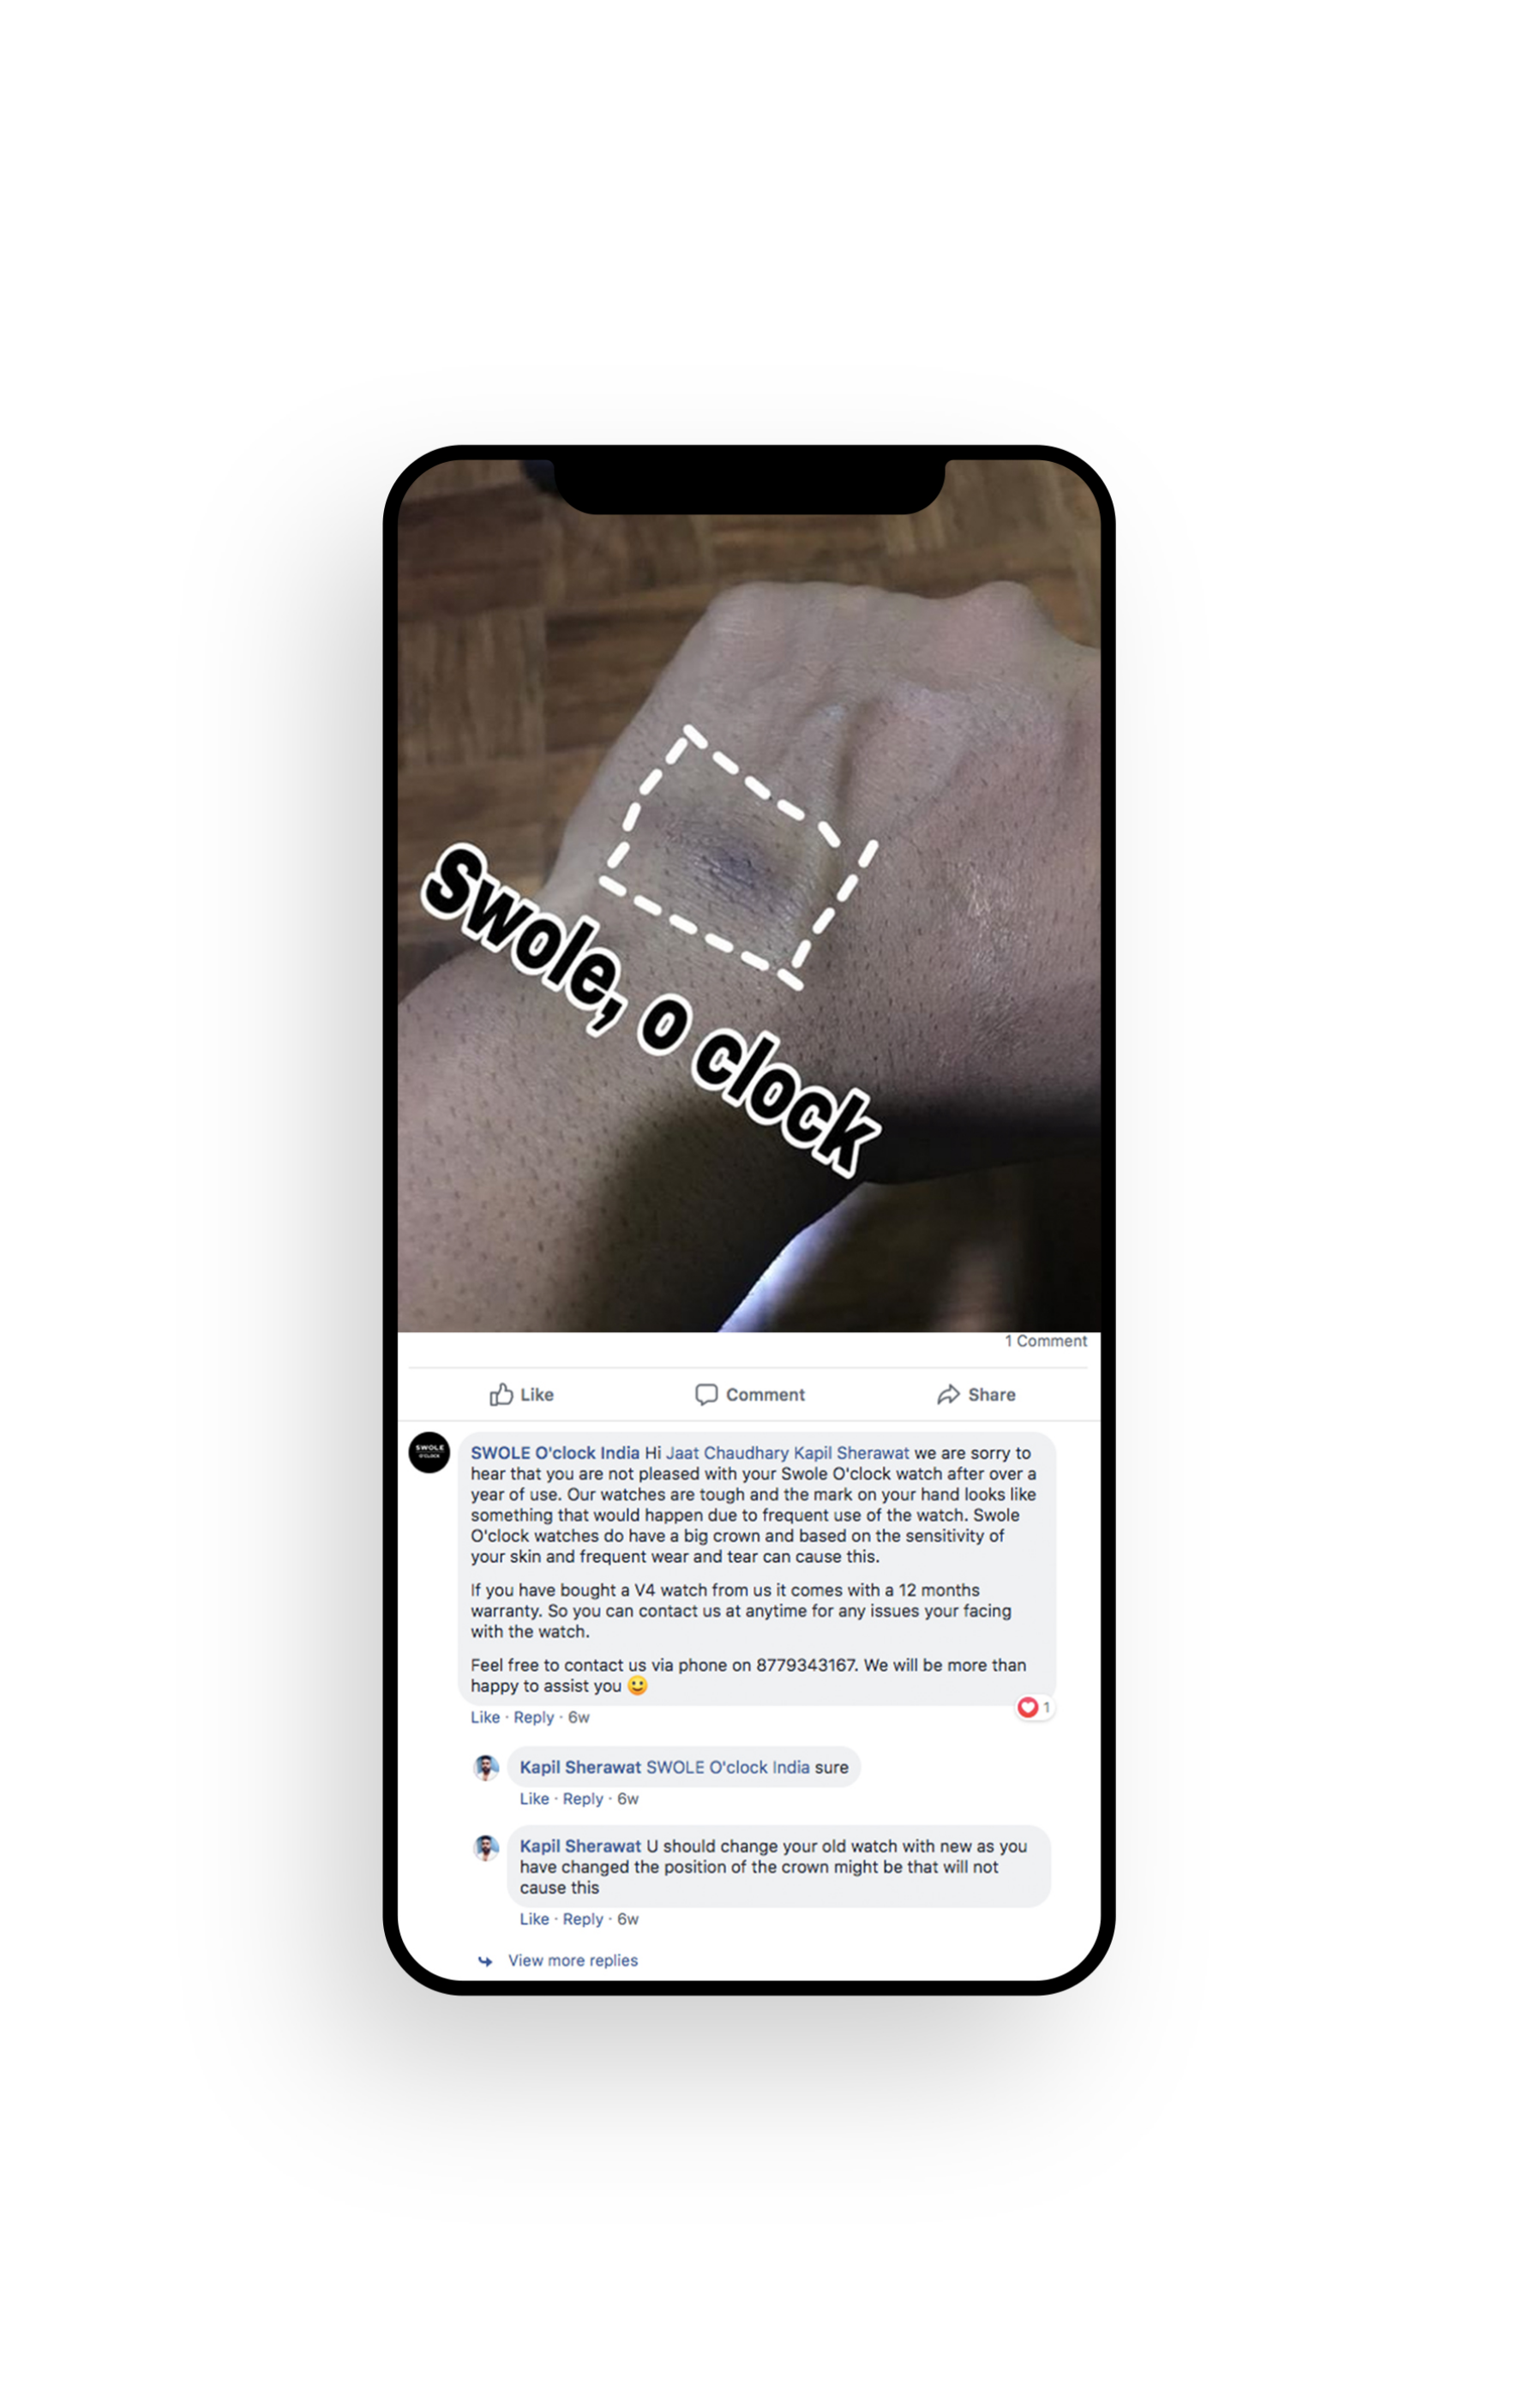 Swole, o clock
1 Comment
Like Comment Share
SWOLE
O'CLOCK
SWOLE O'clock India Hi Jaat Chaudhary Kapil Sherawat we are sorry to
hear that you are not pleased with your Swole O'clock watch after over a
year of use. Our watches are tough and the mark on your hand looks like
something that would happen due to frequent use of the watch. Swole
O'clock watches do have a big crown and based on the sensitivity of
your skin and frequent wear and tear can cause this.
If you have bought a V4 watch from us it comes with a 12 months
warranty. So you can contact us at anytime for any issues your facing
with the watch.
Feel free to contact us via phone on 8779343167. We will be more than
happy to assist you 🙂
1
Like · Reply · 6w
Kapil Sherawat SWOLE O'clock India sure
Like · Reply · 6w
Kapil Sherawat U should change your old watch with new as you
have changed the position of the crown might be that will not
cause this
Like · Reply · 6w
View more replies